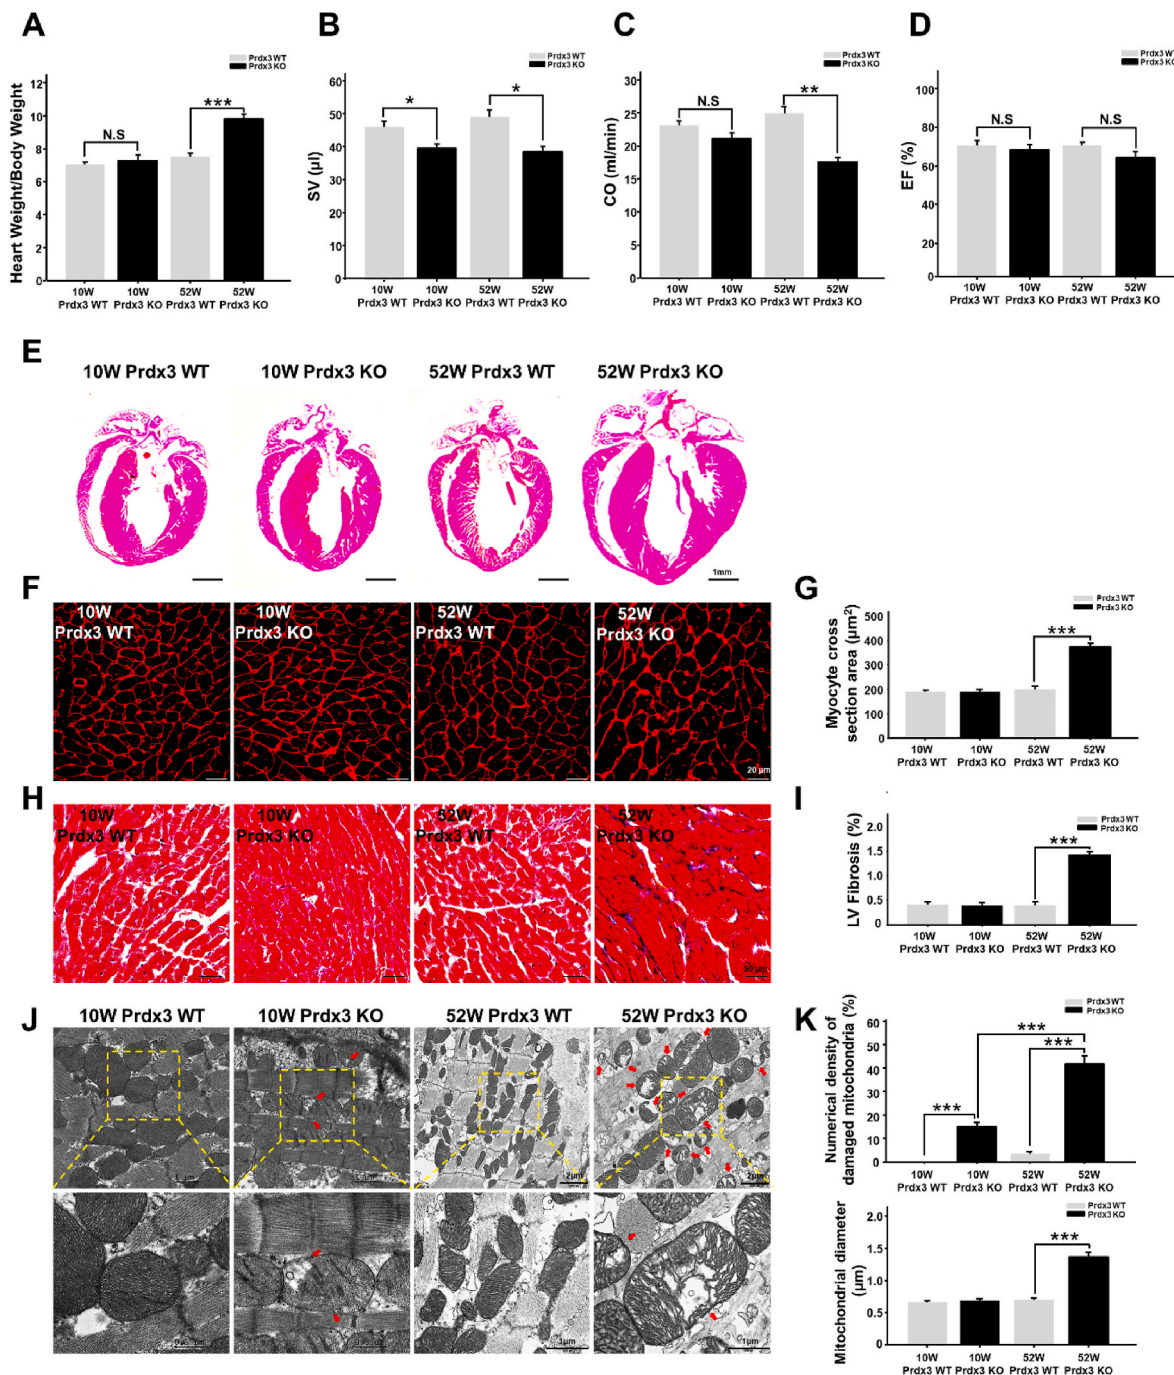 A
Prdx3 WT
Prdx3 KO
Heart Weight/Body Weight
12
10
8
6
4
2
0
N.S
***
10W 10W 52W 52W
Prdx3 WT Prdx3 KO Prdx3 WT Prdx3 KO
B
Prdx3 WT
Prdx3 KO
SV (µl)
60
50
40
30
20
10
0
*
*
10W 10W 52W 52W
Prdx3 WT Prdx3 KO Prdx3 WT Prdx3 KO
C
Prdx3 WT
Prdx3 KO
CO (ml/min)
30
25
20
15
10
5
0
N.S
**
10W 10W 52W 52W
Prdx3 WT Prdx3 KO Prdx3 WT Prdx3 KO
D
Prdx3 WT
Prdx3 KO
EF (%)
100
80
60
40
20
0
N.S
N.S
10W 10W 52W 52W
Prdx3 WT Prdx3 KO Prdx3 WT Prdx3 KO
E
10W Prdx3 WT 10W Prdx3 KO 52W Prdx3 WT 52W Prdx3 KO
1mm
F
10W 10W 52W 52W
Prdx3 WT Prdx3 KO Prdx3 WT Prdx3 KO
20 µm
G
Prdx3 WT
Prdx3 KO
Myocyte cross
section area (µm²)
500
400
300
200
100
0
***
10W 10W 52W 52W
Prdx3 WT Prdx3 KO Prdx3 WT Prdx3 KO
H
10W 10W 52W 52W
Prdx3 WT Prdx3 KO Prdx3 WT Prdx3 KO
50 µm
I
Prdx3 WT
Prdx3 KO
LV Fibrosis (%)
2.0
1.5
1.0
0.5
0
***
10W 10W 52W 52W
Prdx3 WT Prdx3 KO Prdx3 WT Prdx3 KO
J
10W Prdx3 WT 10W Prdx3 KO 52W Prdx3 WT 52W Prdx3 KO
2µm
2µm
1µm
1µm
K
Prdx3 WT
Prdx3 KO
Numerical density of
damaged mitochondria (%)
60
50
40
30
20
10
0
***
***
***
10W 10W 52W 52W
Prdx3 WT Prdx3 KO Prdx3 WT Prdx3 KO
Prdx3 WT
Prdx3 KO
Mitochondrial diameter
(µm)
2.0
1.5
1.0
0.5
0
***
10W 10W 52W 52W
Prdx3 WT Prdx3 KO Prdx3 WT Prdx3 KO